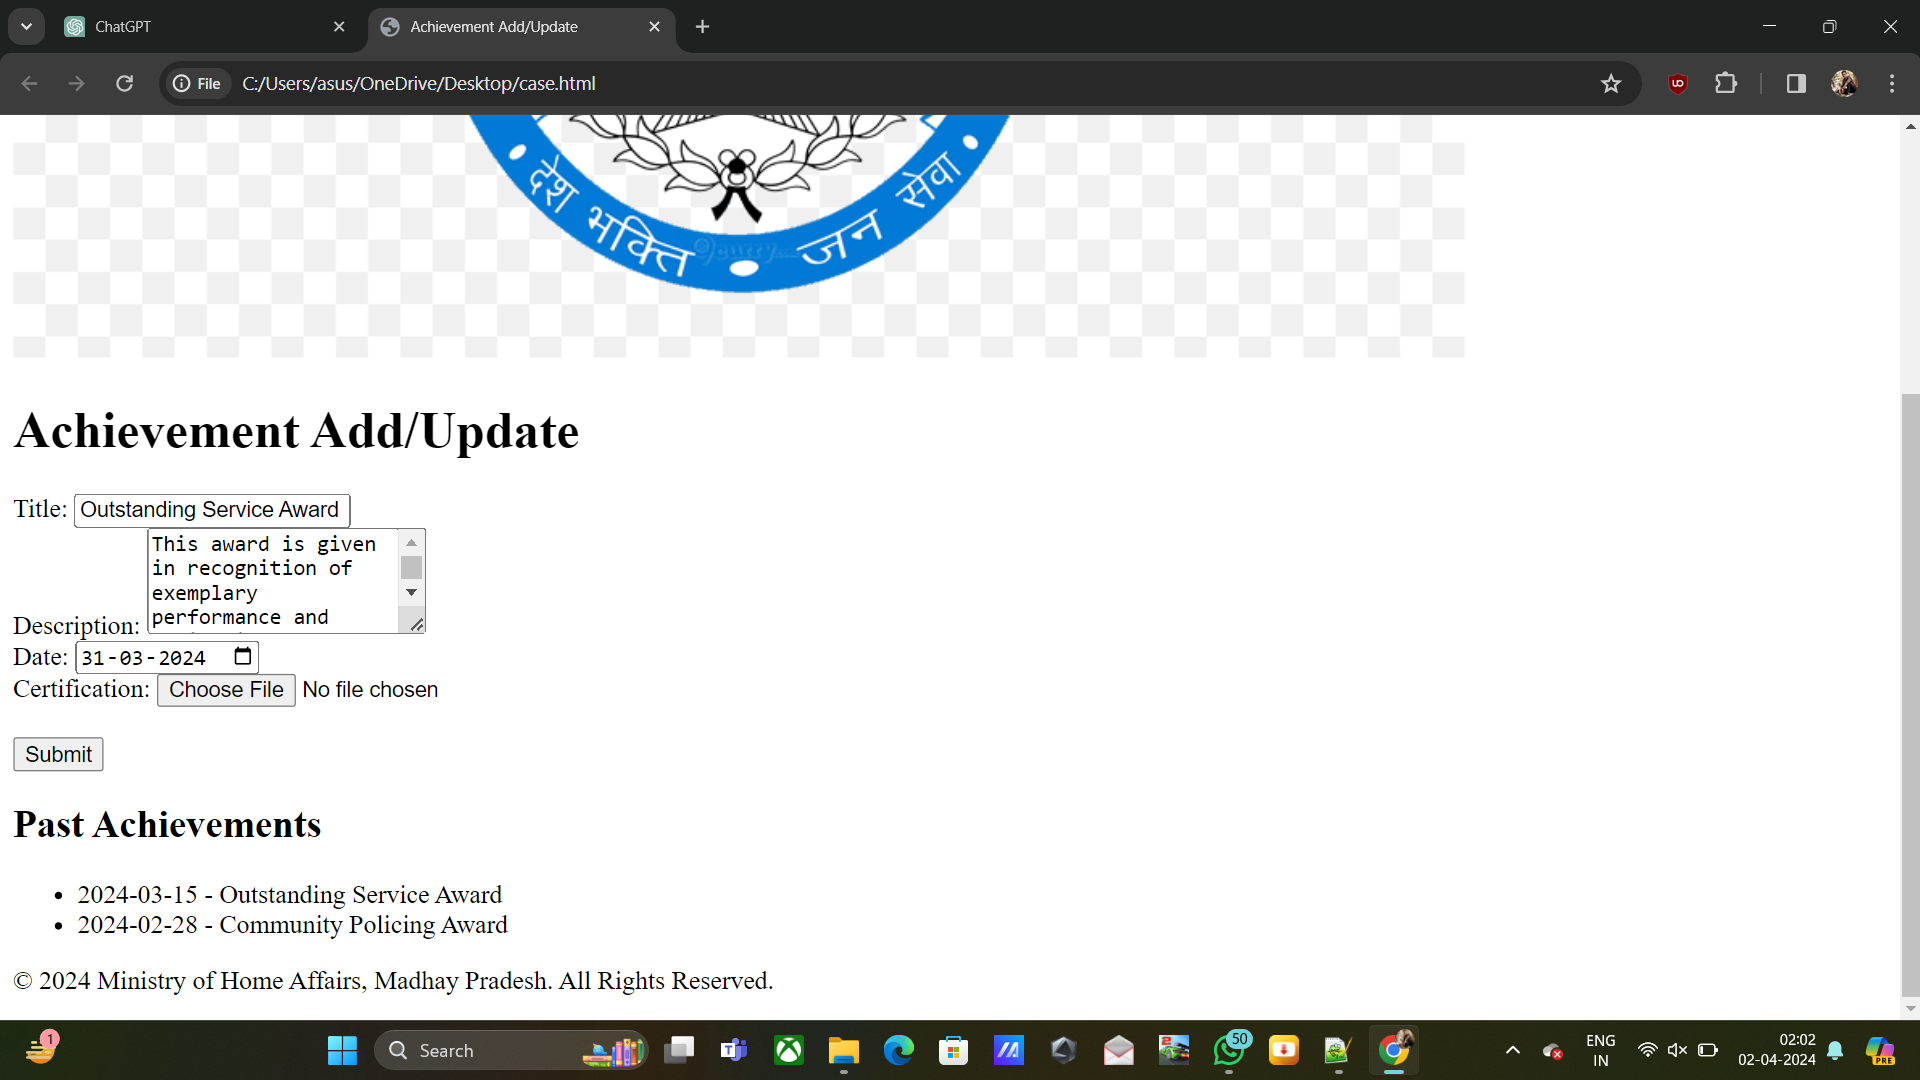 ChatGPT
Achievement Add/Update
File
C:/Users/asus/OneDrive/Desktop/case.html
देश भक्ति • जन सेवा
Achievement Add/Update
Title: Outstanding Service Award
This award is given
in recognition of
exemplary
performance and
Description:
Date: 31-03-2024
Certification: Choose File No file chosen
Submit
Past Achievements
• 2024-03-15 - Outstanding Service Award
• 2024-02-28 - Community Policing Award
© 2024 Ministry of Home Affairs, Madhay Pradesh. All Rights Reserved.
1
Search
50
ENG
IN
02:02
02-04-2024
PRE